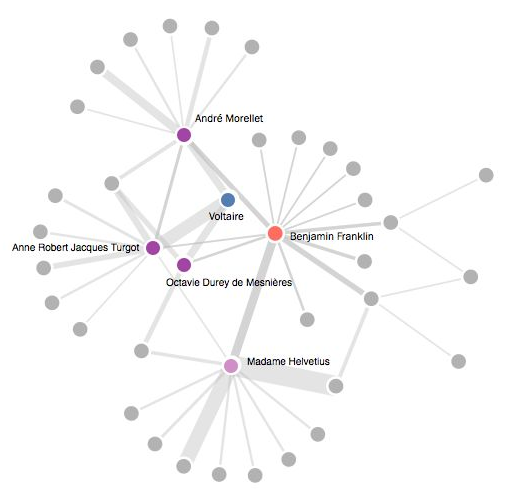 André Morellet
Voltaire
Benjamin Franklin
Anne Robert Jacques Turgot
Octavie Durey de Mesnières
Madame Helvetius